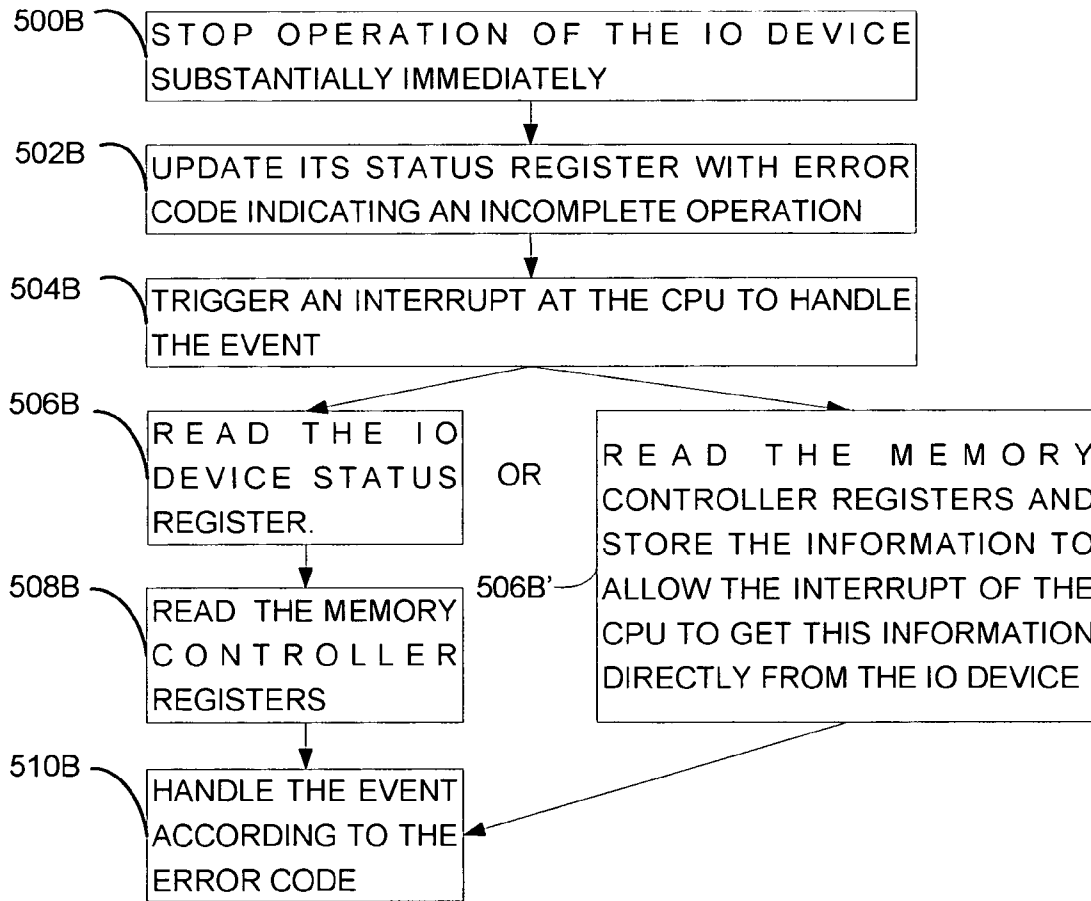 500B
STOP OPERATION OF THE IO DEVICE
SUBSTANTIALLY IMMEDIATELY
502B
UPDATE ITS STATUS REGISTER WITH ERROR
CODE INDICATING AN INCOMPLETE OPERATION
504B
TRIGGER AN INTERRUPT AT THE CPU TO HANDLE
THE EVENT
506B
READ THE IO
DEVICE STATUS
REGISTER.
OR
508B
READ THE MEMORY
CONTROLLER
REGISTERS
506B’
READ THE MEMORY
CONTROLLER REGISTERS AND
STORE THE INFORMATION TO
ALLOW THE INTERRUPT OF THE
CPU TO GET THIS INFORMATION
DIRECTLY FROM THE IO DEVICE
510B
HANDLE THE EVENT
ACCORDING TO THE
ERROR CODE